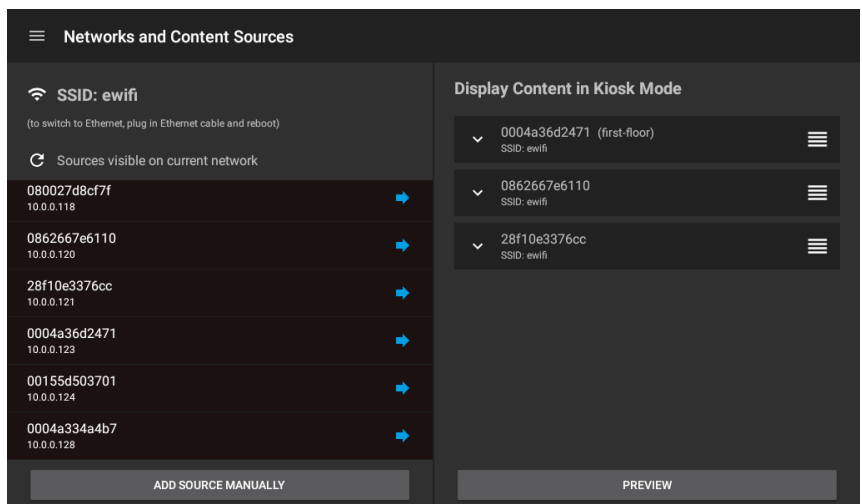 Networks and Content Sources
SSID: ewifi
(to switch to Ethernet, plug in Ethernet cable and reboot)
Sources visible on current network
080027d8cf7f
10.0.0.118
0862667e6110
10.0.0.120
28f10e3376cc
10.0.0.121
0004a36d2471
10.0.0.123
00155d503701
10.0.0.124
0004a334a4b7
10.0.0.128
ADD SOURCE MANUALLY
Display Content in Kiosk Mode
0004a36d2471 (first-floor)
SSID: ewifi
0862667e6110
SSID: ewifi
28f10e3376cc
SSID: ewifi
PREVIEW